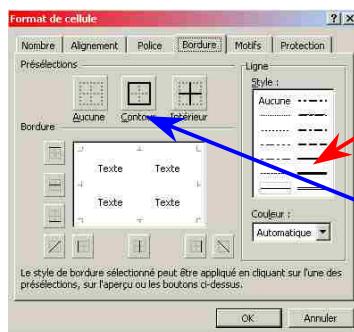 Format de cellule
Nombre Alignement Police Bordure Motifs Protection
Présélections
Ligne
Style :
Aucune
Aucune Contour Intérieur
Bordure
Texte Texte
Texte Texte
Couleur :
Automatique
Le style de bordure sélectionné peut être appliqué en cliquant sur l'une des
présélections, sur l'aperçu ou les boutons ci-dessus.
OK Annuler